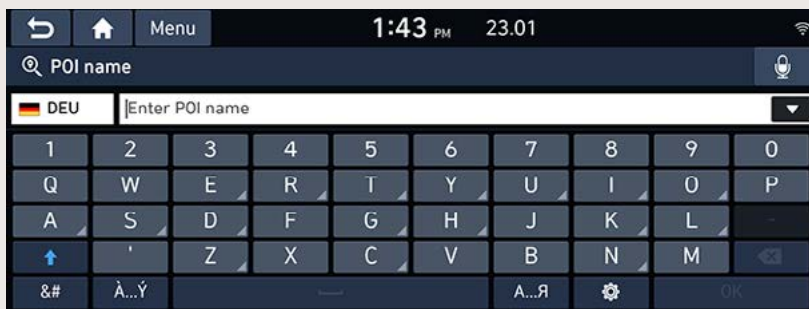 Menu 1:43 PM 23.01
POI name
DEU Enter POI name
1 2 3 4 5 6 7 8 9 0
Q W E R T Y U I O P
A S D F G H J K L -
' Z X C V B N M
&# À...Ý А...Я OK